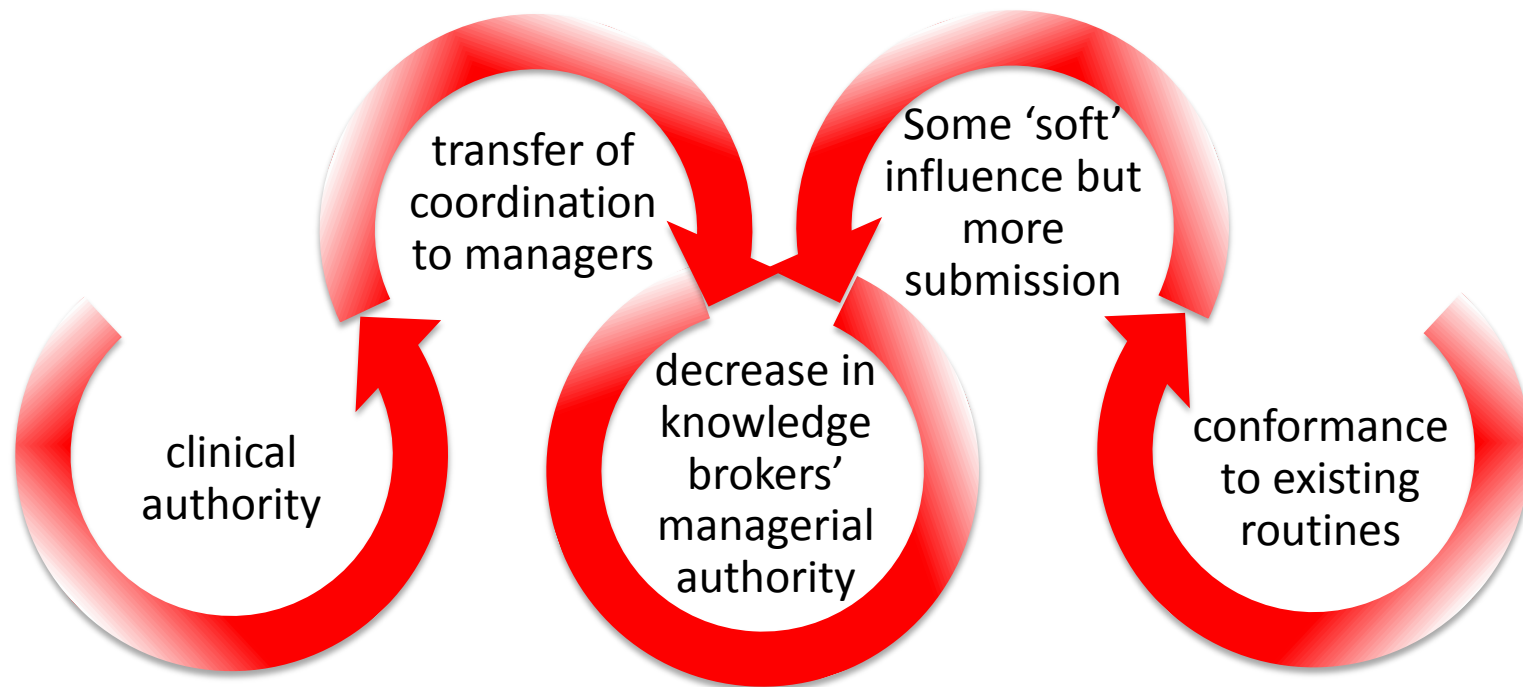 clinical
authority
transfer of
coordination
to managers
decrease in
knowledge
brokers’
managerial
authority
Some ‘soft’
influence but
more
submission
conformance
to existing
routines